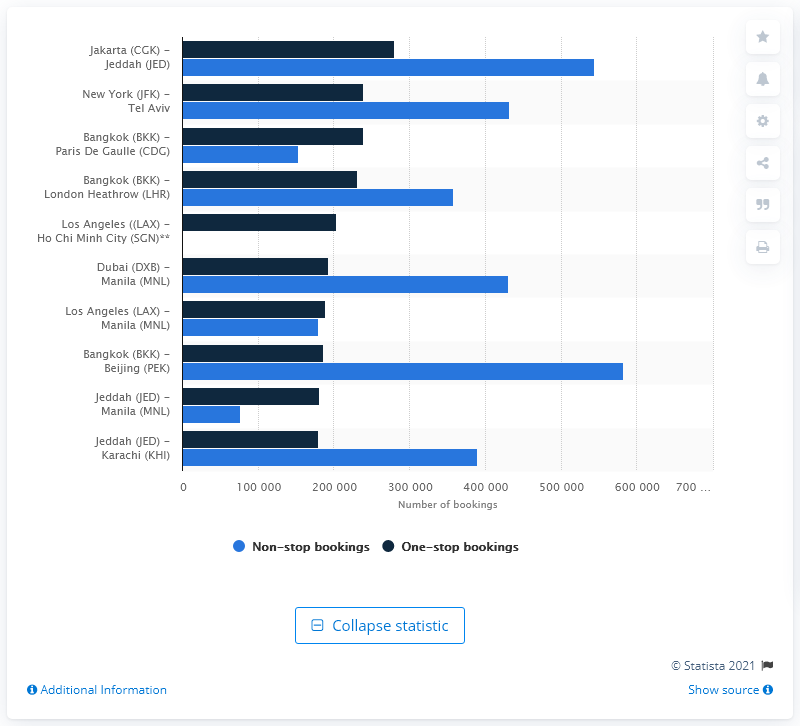 Jakarta (CGK) –
Jeddah (JED)
New York (JFK) –
Tel Aviv
Bangkok (BKK) –
Paris De Gaulle (CDG)
Bangkok (BKK) –
London Heathrow (LHR)
Los Angeles ((LAX) –
Ho Chi Minh City (SGN)**
Dubai (DXB) –
Manila (MNL)
Los Angeles (LAX) –
Manila (MNL)
Bangkok (BKK) –
Beijing (PEK)
Jeddah (JED) –
Manila (MNL)
Jeddah (JED) –
Karachi (KHI)
0 100 000 200 000 300 000 400 000 500 000 600 000 700 ...
Number of bookings
Non-stop bookings One-stop bookings
Collapse statistic
© Statista 2021
Additional Information Show source